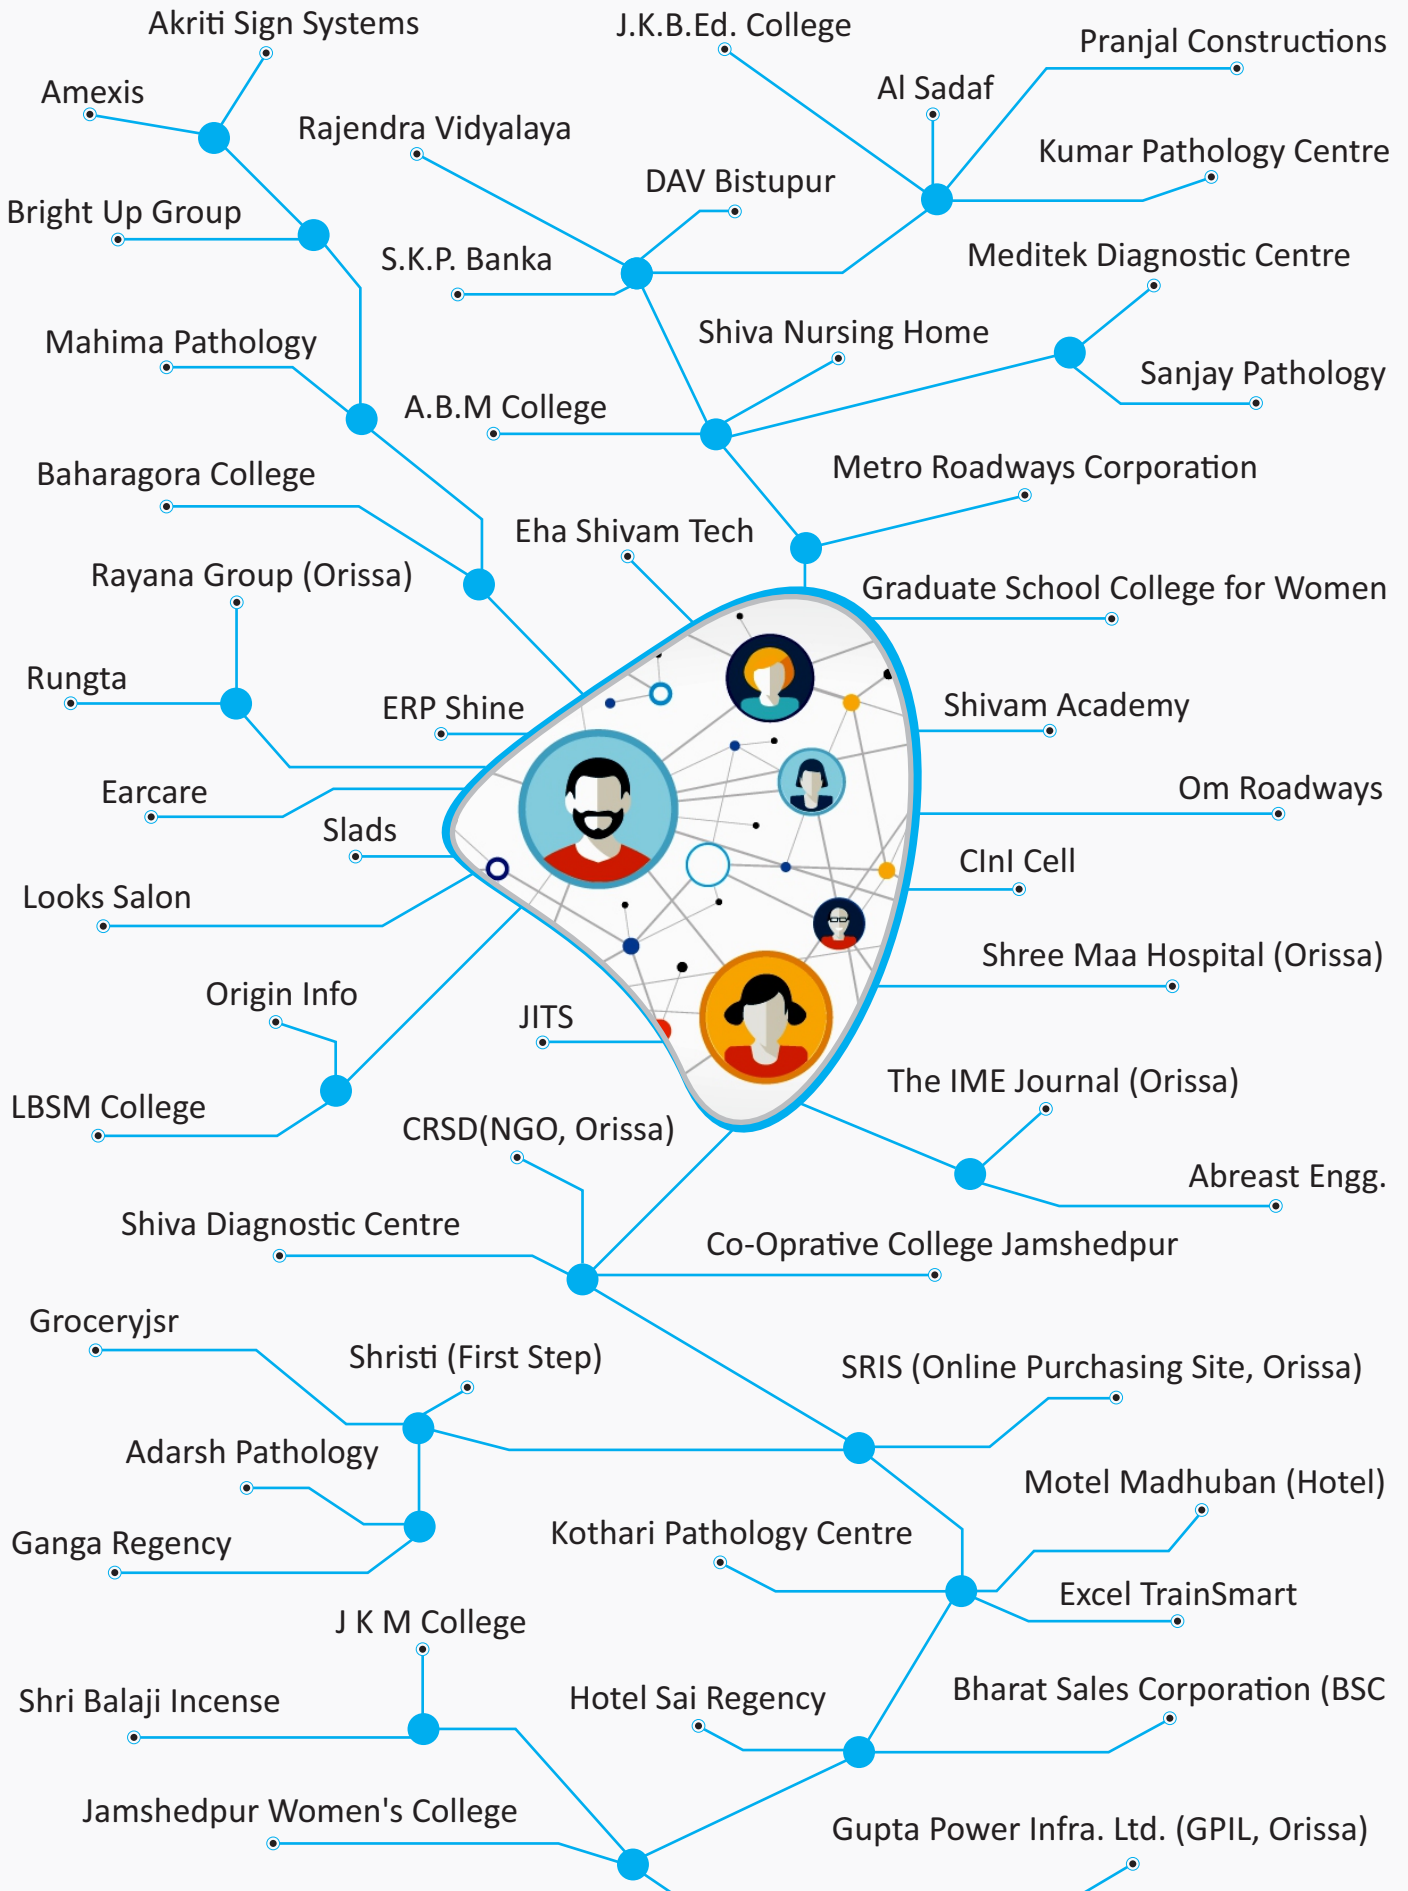 Akriti Sign Systems
J.K.B.Ed. College
Pranjal Constructions
Amexis
Al Sadaf
Rajendra Vidyalaya
Kumar Pathology Centre
DAV Bistupur
Bright Up Group
S.K.P. Banka
Meditek Diagnostic Centre
Shiva Nursing Home
Mahima Pathology
Sanjay Pathology
A.B.M College
Metro Roadways Corporation
Baharagora College
Eha Shivam Tech
Rayana Group (Orissa)
Graduate School College for Women
Rungta
ERP Shine
Shivam Academy
Earcare
Om Roadways
Slads
CInI Cell
Looks Salon
Shree Maa Hospital (Orissa)
Origin Info
JITS
The IME Journal (Orissa)
LBSM College
CRSD(NGO, Orissa)
Abreast Engg.
Shiva Diagnostic Centre
Co-Oprative College Jamshedpur
Groceryjsr
Shristi (First Step)
SRIS (Online Purchasing Site, Orissa)
Adarsh Pathology
Motel Madhuban (Hotel)
Ganga Regency
Kothari Pathology Centre
Excel TrainSmart
J K M College
Shri Balaji Incense
Hotel Sai Regency
Bharat Sales Corporation (BSC
Jamshedpur Women's College
Gupta Power Infra. Ltd. (GPIL, Orissa)